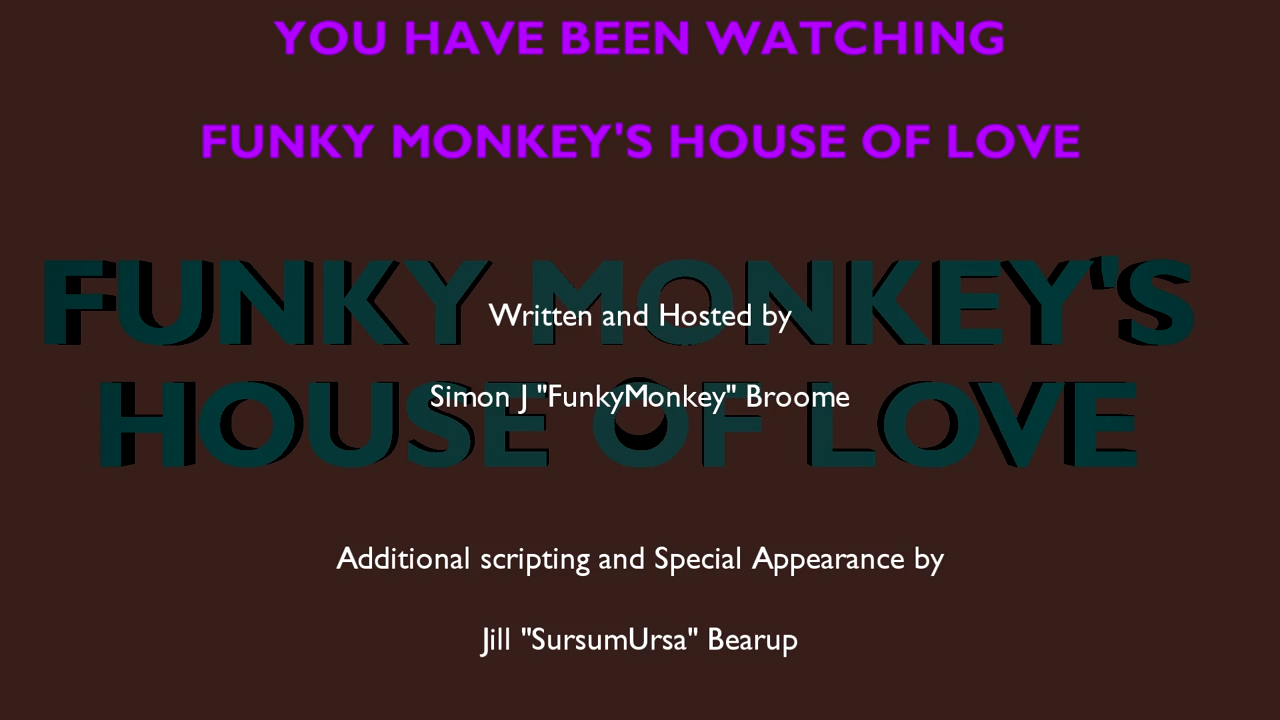 YOU HAVE BEEN WATCHING
FUNKY MONKEY'S HOUSE OF LOVE
FUNKY MONKEY'S
HOUSE OF LOVE
Written and Hosted by
Simon J "FunkyMonkey" Broome
Additional scripting and Special Appearance by
Jill "SursumUrsa" Bearup